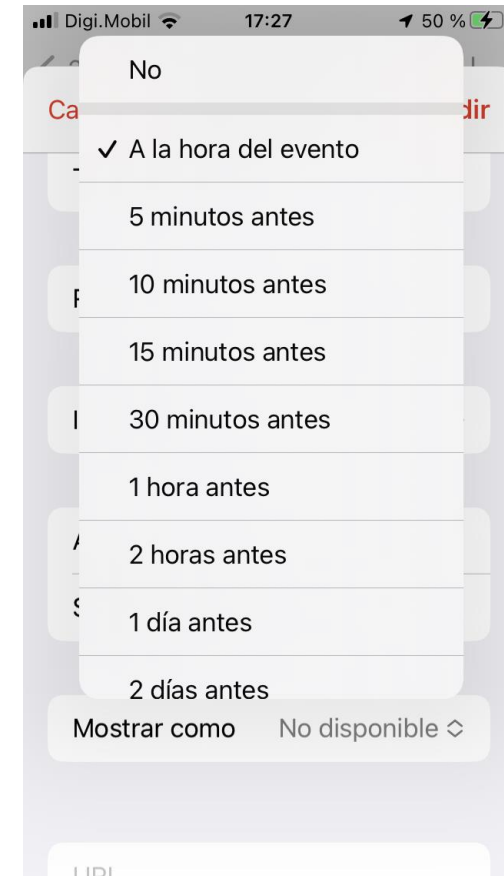 Digi.Mobil 17:27 50 %
No
Ca dir
A la hora del evento
5 minutos antes
10 minutos antes
15 minutos antes
30 minutos antes
1 hora antes
2 horas antes
1 día antes
2 días antes
Mostrar como No disponible
URL